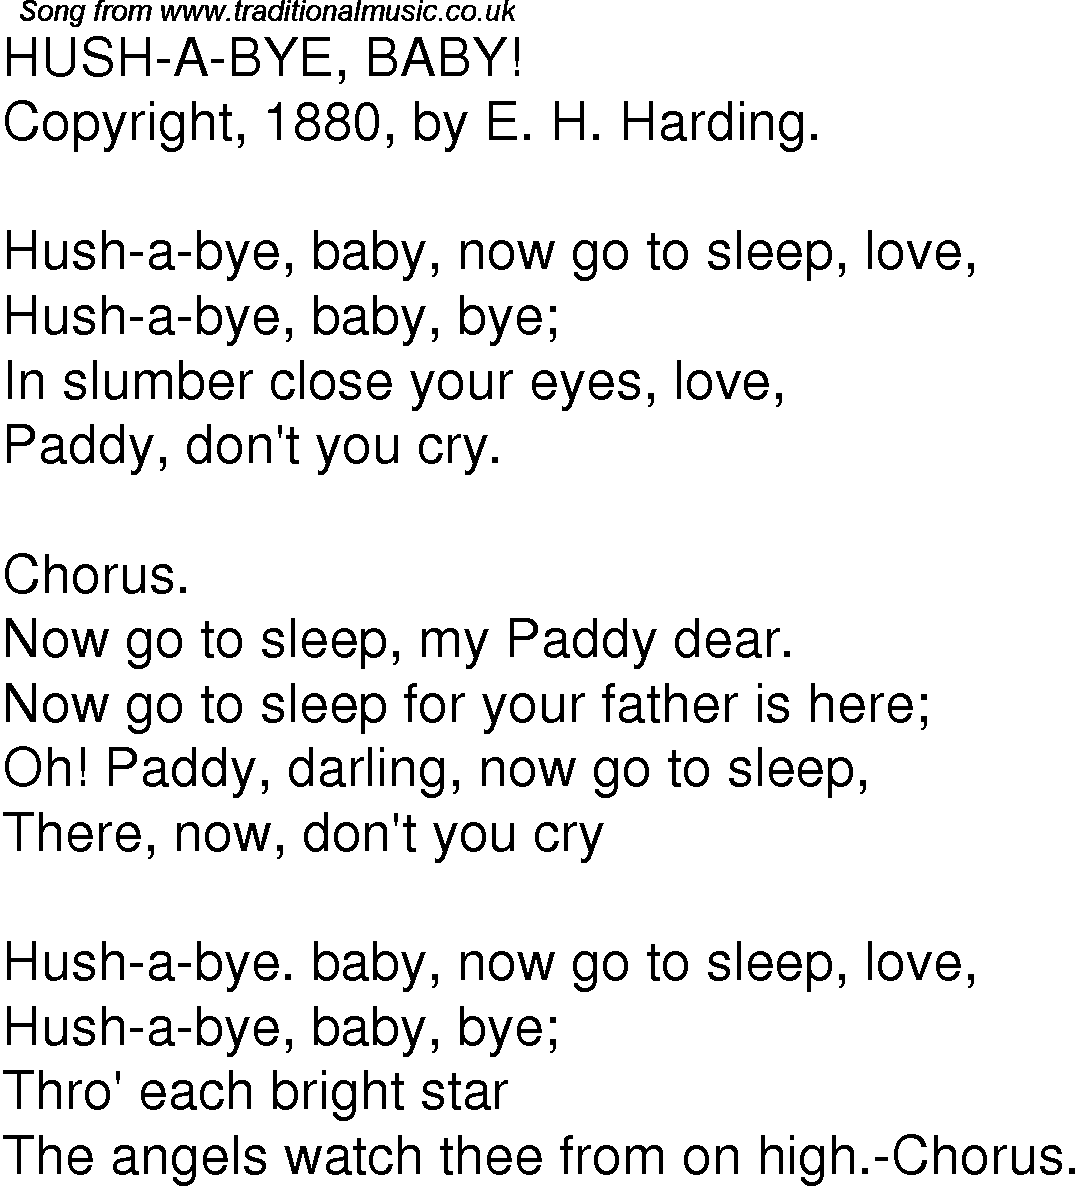 Song from www.traditionalmusic.co.uk
HUSH-A-BYE, BABY!
Copyright, 1880, by E. H. Harding.

Hush-a-bye, baby, now go to sleep, love,
Hush-a-bye, baby, bye;
In slumber close your eyes, love,
Paddy, don't you cry.

Chorus.
Now go to sleep, my Paddy dear.
Now go to sleep for your father is here;
Oh! Paddy, darling, now go to sleep,
There, now, don't you cry

Hush-a-bye. baby, now go to sleep, love,
Hush-a-bye, baby, bye;
Thro' each bright star
The angels watch thee from on high.-Chorus.